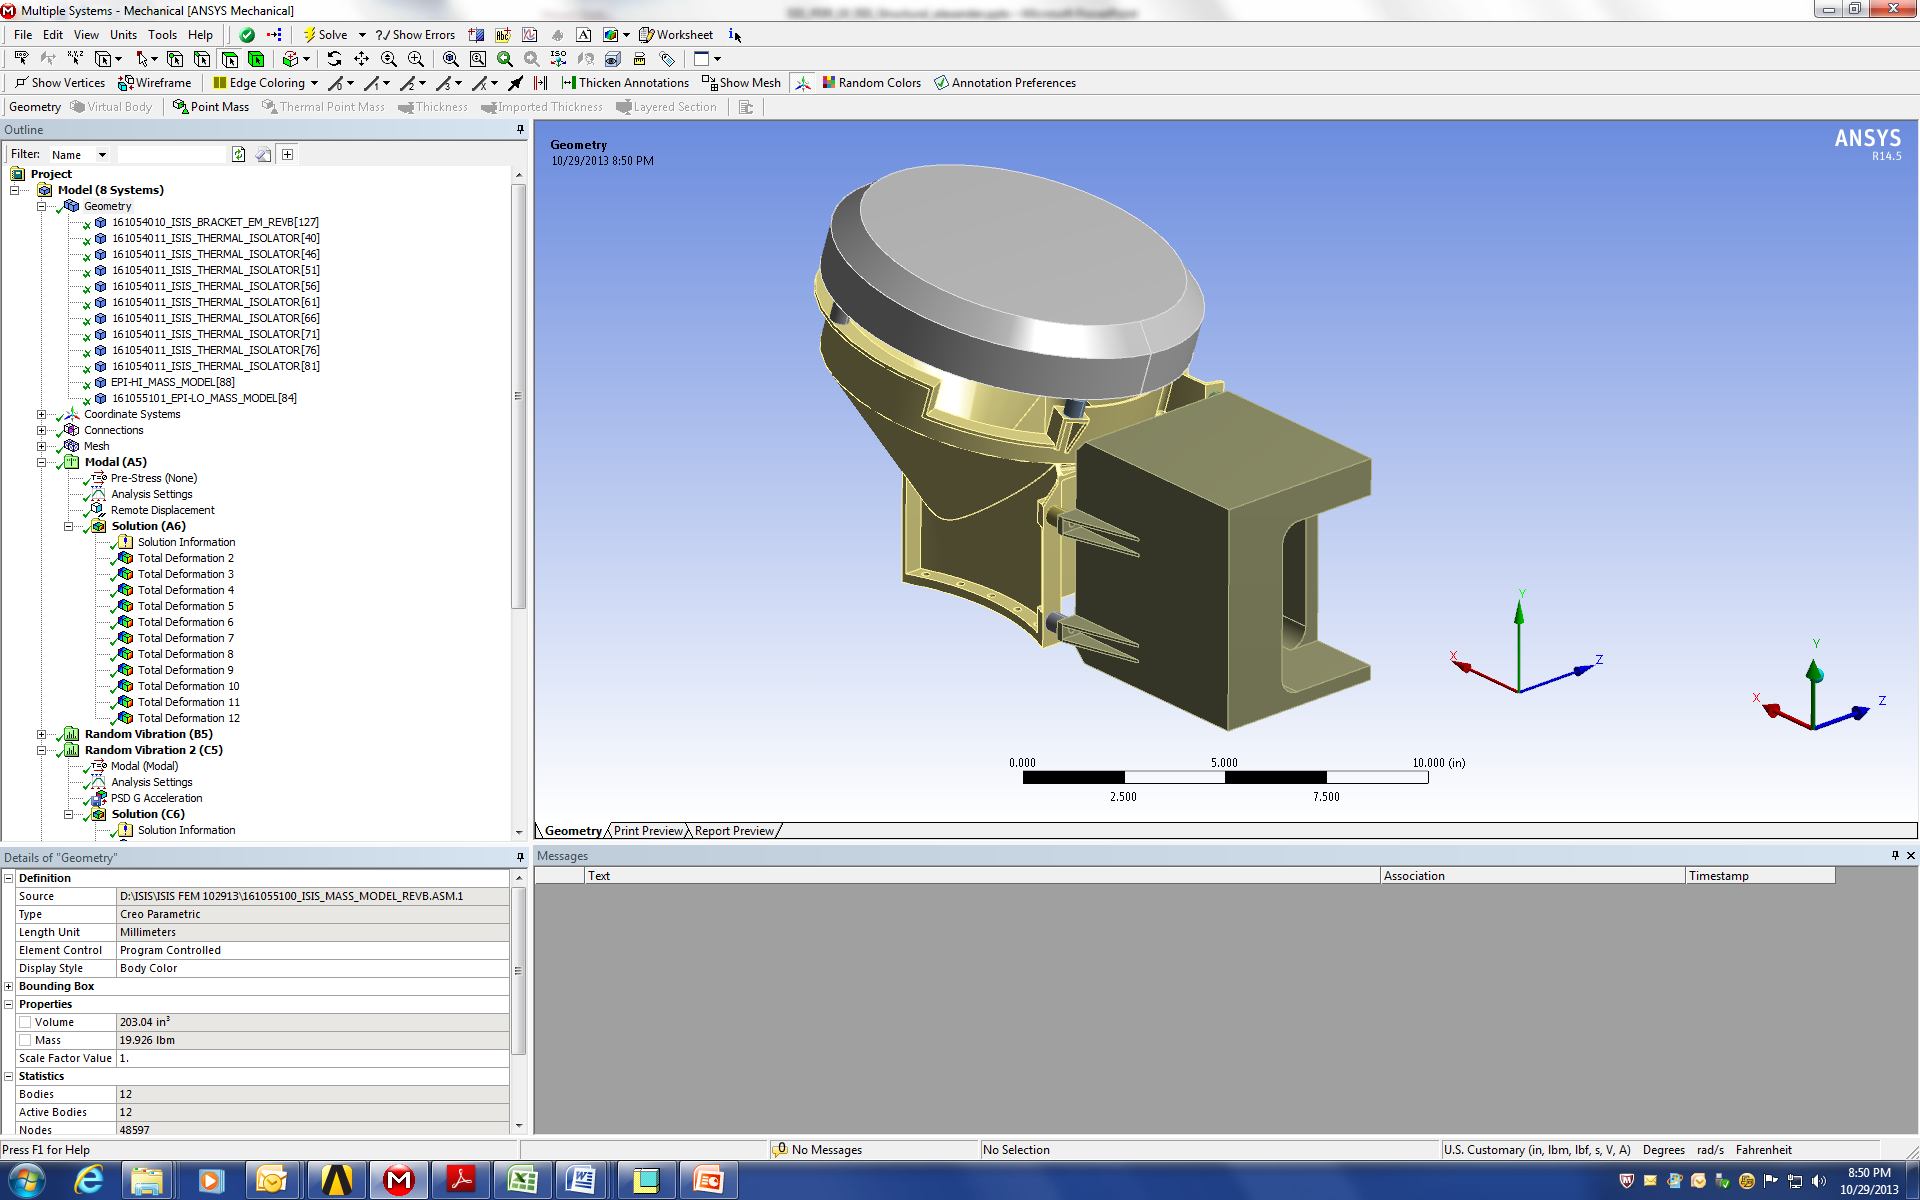 Multiple Systems - Mechanical [ANSYS Mechanical]
File Edit View Units Tools Help Solve ?/ Show Errors Worksheet
Show Vertices Wireframe Edge Coloring Thicken Annotations Show Mesh Random Colors Annotation Preferences
Geometry Virtual Body Point Mass Thermal Point Mass Thickness Imported Thickness Layered Section
Outline
Filter: Name
Project
Model (8 Systems)
Geometry
161054010_ISIS_BRACKET_EM_REVB[127]
161054011_ISIS_THERMAL_ISOLATOR[40]
161054011_ISIS_THERMAL_ISOLATOR[46]
161054011_ISIS_THERMAL_ISOLATOR[51]
161054011_ISIS_THERMAL_ISOLATOR[56]
161054011_ISIS_THERMAL_ISOLATOR[61]
161054011_ISIS_THERMAL_ISOLATOR[66]
161054011_ISIS_THERMAL_ISOLATOR[71]
161054011_ISIS_THERMAL_ISOLATOR[76]
161054011_ISIS_THERMAL_ISOLATOR[81]
EPI-HI_MASS_MODEL[88]
161055101_EPI-LO_MASS_MODEL[84]
Coordinate Systems
Connections
Mesh
Modal (A5)
Pre-Stress (None)
Analysis Settings
Remote Displacement
Solution (A6)
Solution Information
Total Deformation 2
Total Deformation 3
Total Deformation 4
Total Deformation 5
Total Deformation 6
Total Deformation 7
Total Deformation 8
Total Deformation 9
Total Deformation 10
Total Deformation 11
Total Deformation 12
Random Vibration (B5)
Random Vibration 2 (C5)
Modal (Modal)
Analysis Settings
PSD G Acceleration
Solution (C6)
Solution Information
Geometry
10/29/2013 8:50 PM
ANSYS
R14.5
Y
X
Z
Y
X
Z
0.000 5.000 10.000 (in)
2.500 7.500
Geometry Print Preview Report Preview
Details of "Geometry"
Definition
Source D:\ISIS\ISIS FEM 102913\161055100_ISIS_MASS_MODEL_REVB.ASM.1
Type Creo Parametric
Length Unit Millimeters
Element Control Program Controlled
Display Style Body Color
Bounding Box
Properties
Volume 203.04 in³
Mass 19.926 lbm
Scale Factor Value 1.
Statistics
Bodies 12
Active Bodies 12
Nodes 48597
Messages
Text Association Timestamp
Press F1 for Help No Messages No Selection U.S. Customary (in, lbm, lbf, s, V, A) Degrees rad/s Fahrenheit
8:50 PM
10/29/2013